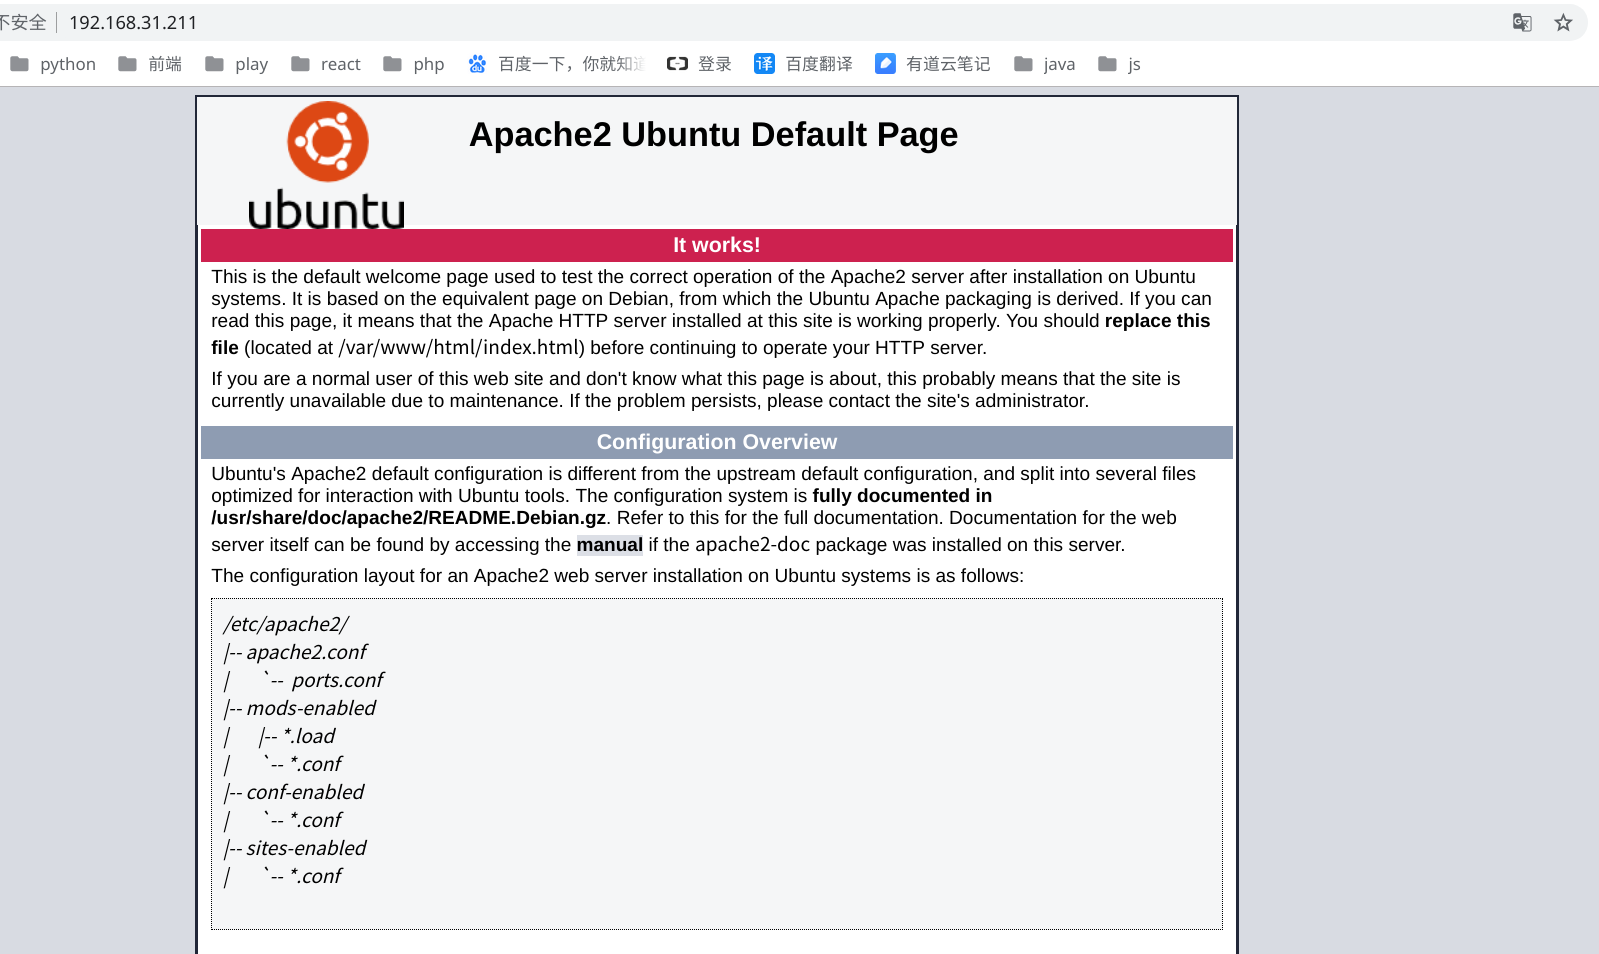 不安全 192.168.31.211
python 前端 play react php 百度一下，你就知道 登录 百度翻译 有道云笔记 java js
Apache2 Ubuntu Default Page
ubuntu
It works!
This is the default welcome page used to test the correct operation of the Apache2 server after installation on Ubuntu
systems. It is based on the equivalent page on Debian, from which the Ubuntu Apache packaging is derived. If you can
read this page, it means that the Apache HTTP server installed at this site is working properly. You should replace this
file (located at /var/www/html/index.html) before continuing to operate your HTTP server.
If you are a normal user of this web site and don't know what this page is about, this probably means that the site is
currently unavailable due to maintenance. If the problem persists, please contact the site's administrator.
Configuration Overview
Ubuntu's Apache2 default configuration is different from the upstream default configuration, and split into several files
optimized for interaction with Ubuntu tools. The configuration system is fully documented in
/usr/share/doc/apache2/README.Debian.gz. Refer to this for the full documentation. Documentation for the web
server itself can be found by accessing the manual if the apache2-doc package was installed on this server.
The configuration layout for an Apache2 web server installation on Ubuntu systems is as follows:
/etc/apache2/
|-- apache2.conf
| `-- ports.conf
|-- mods-enabled
| |-- *.load
| `-- *.conf
|-- conf-enabled
| `-- *.conf
|-- sites-enabled
| `-- *.conf